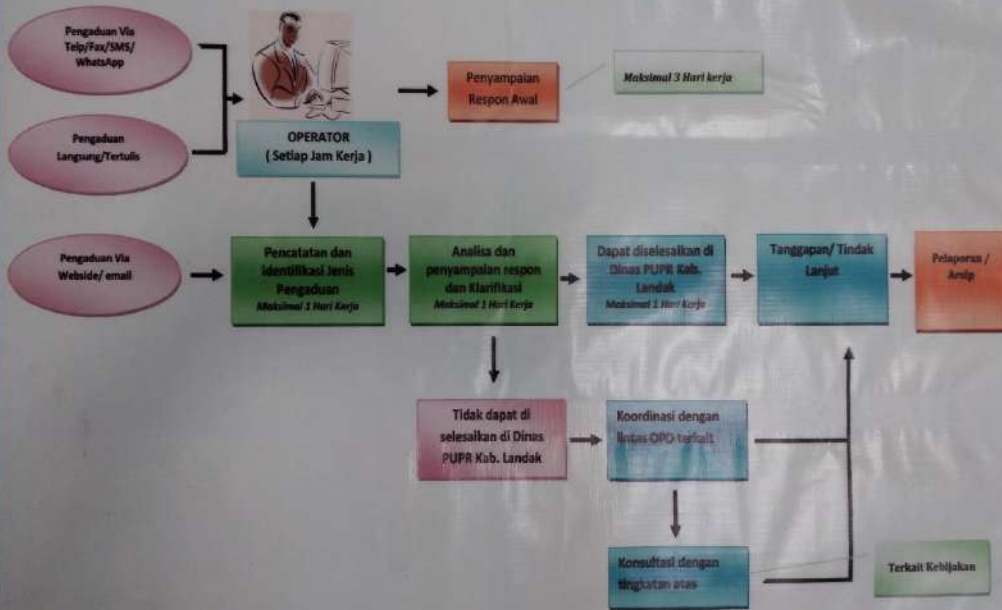 Pengaduan Via
Telp/Fax/SMS/
WhatsApp
Pengaduan
Langsung/Tertulis
OPERATOR
( Setiap Jam Kerja )
Penyampaian
Respon Awal
Maksimal 3 Hari kerja
Pengaduan Via
Webside/ email
Pencatatan dan
identifikasi Jenis
Pengaduan
Maksimal 1 Hari Kerja
Analisa dan
penyampaian respon
dan Klarifikasi
Maksimal 1 Hari Kerja
Dapat diselesaikan di
Dinas PUPR Kab.
Landak
Maksimal 1 Hari Kerja
Tanggapan/ Tindak
Lanjut
Pelaporan /
Arsip
Tidak dapat di
selesaikan di Dinas
PUPR Kab. Landak
Koordinasi dengan
lintas OPD terkait
Konsultasi dengan
tingkatan atas
Terkait Kebijakan